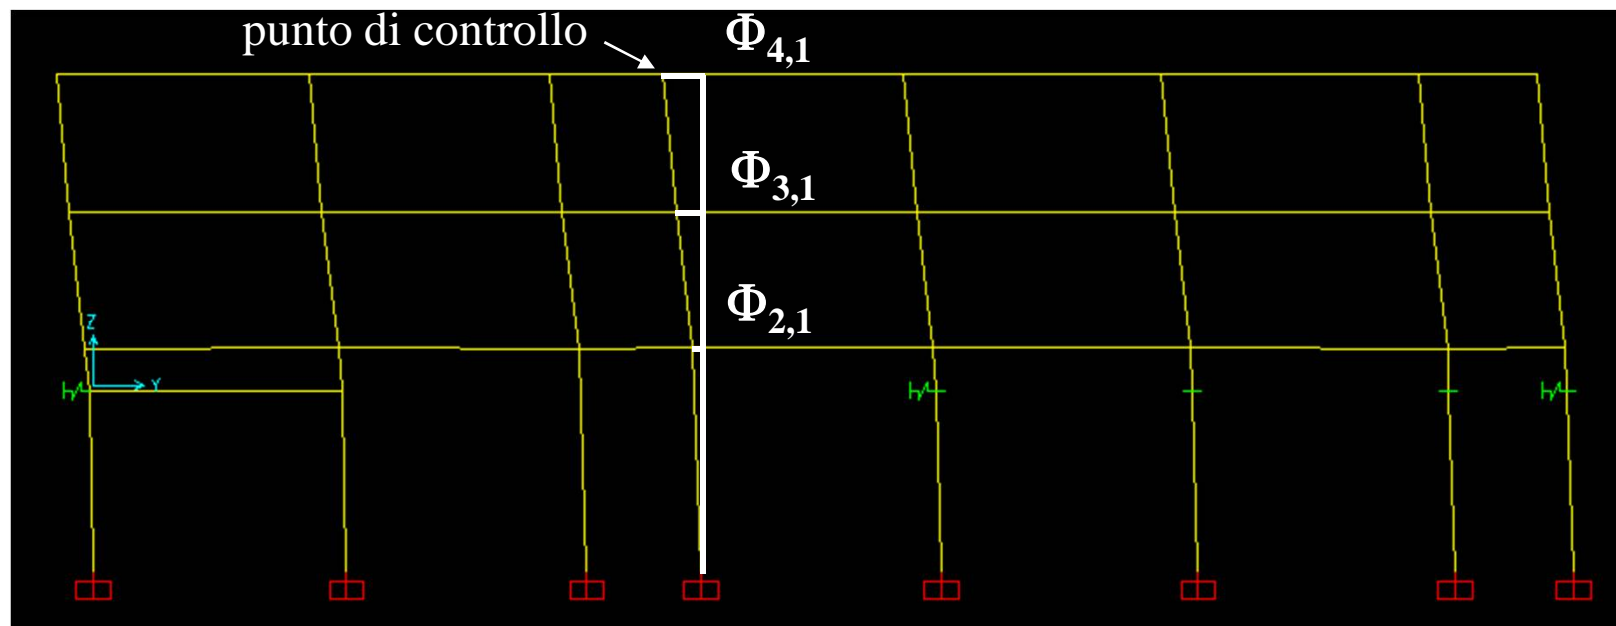 punto di controllo
Φ4,1
Φ3,1
Φ2,1
Z
Y